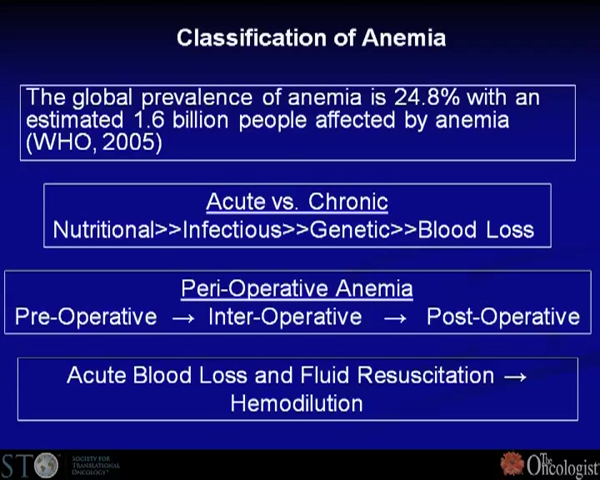 Classification of Anemia
The global prevalence of anemia is 24.8% with an
estimated 1.6 billion people affected by anemia
(WHO, 2005)
Acute vs. Chronic
Nutritional>>Infectious>>Genetic>>Blood Loss
Peri-Operative Anemia
Pre-Operative → Inter-Operative → Post-Operative
Acute Blood Loss and Fluid Resuscitation →
Hemodilution
STO
SOCIETY FOR
TRANSLATIONAL
ONCOLOGY
The
Oncologist